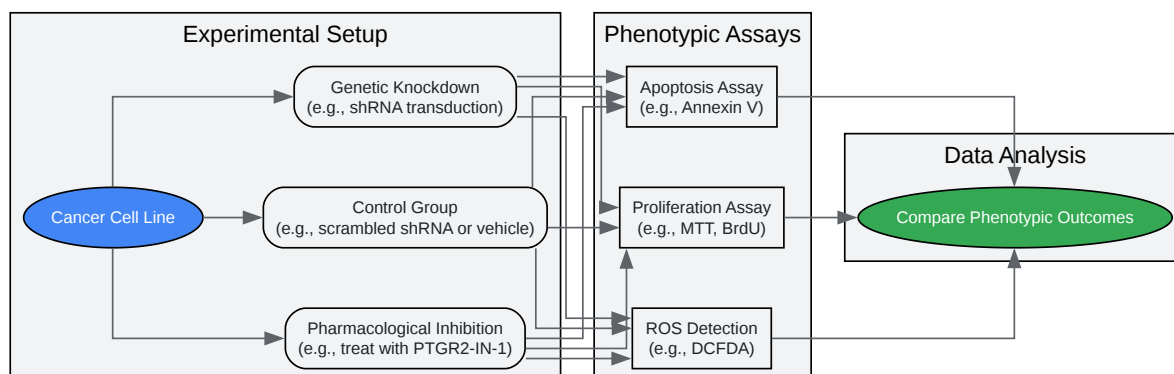 Experimental Setup
Phenotypic Assays
Genetic Knockdown
(e.g., shRNA transduction)
Apoptosis Assay
(e.g., Annexin V)
Data Analysis
Cancer Cell Line
Control Group
(e.g., scrambled shRNA or vehicle)
Proliferation Assay
(e.g., MTT, BrdU)
Compare Phenotypic Outcomes
Pharmacological Inhibition
(e.g., treat with PTGR2-IN-1)
ROS Detection
(e.g., DCFDA)